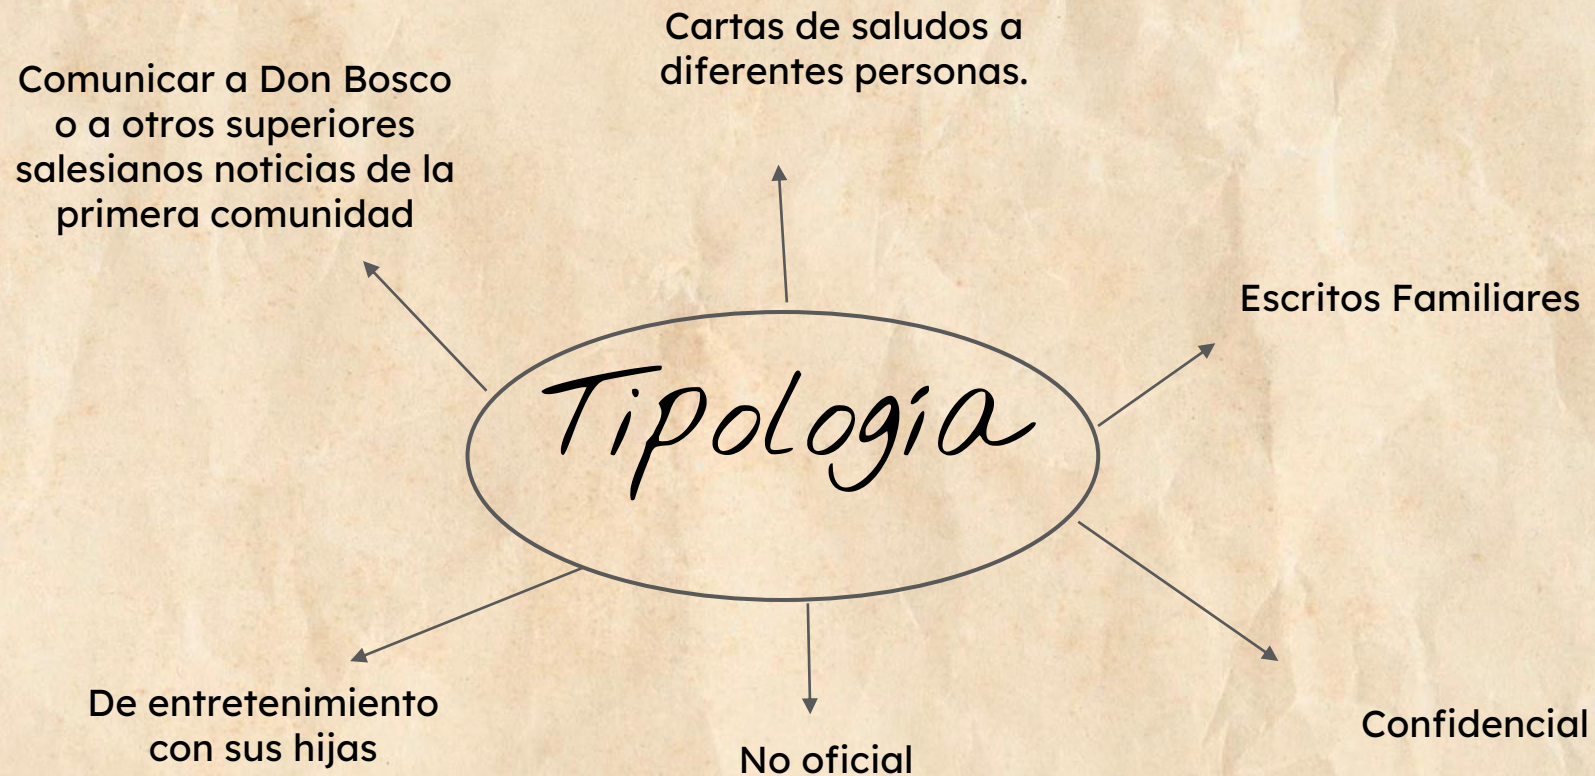 Cartas de saludos a
diferentes personas.
Comunicar a Don Bosco
o a otros superiores
salesianos noticias de la
primera comunidad
Escritos Familiares
Tipología
De entretenimiento
con sus hijas
No oficial
Confidencial